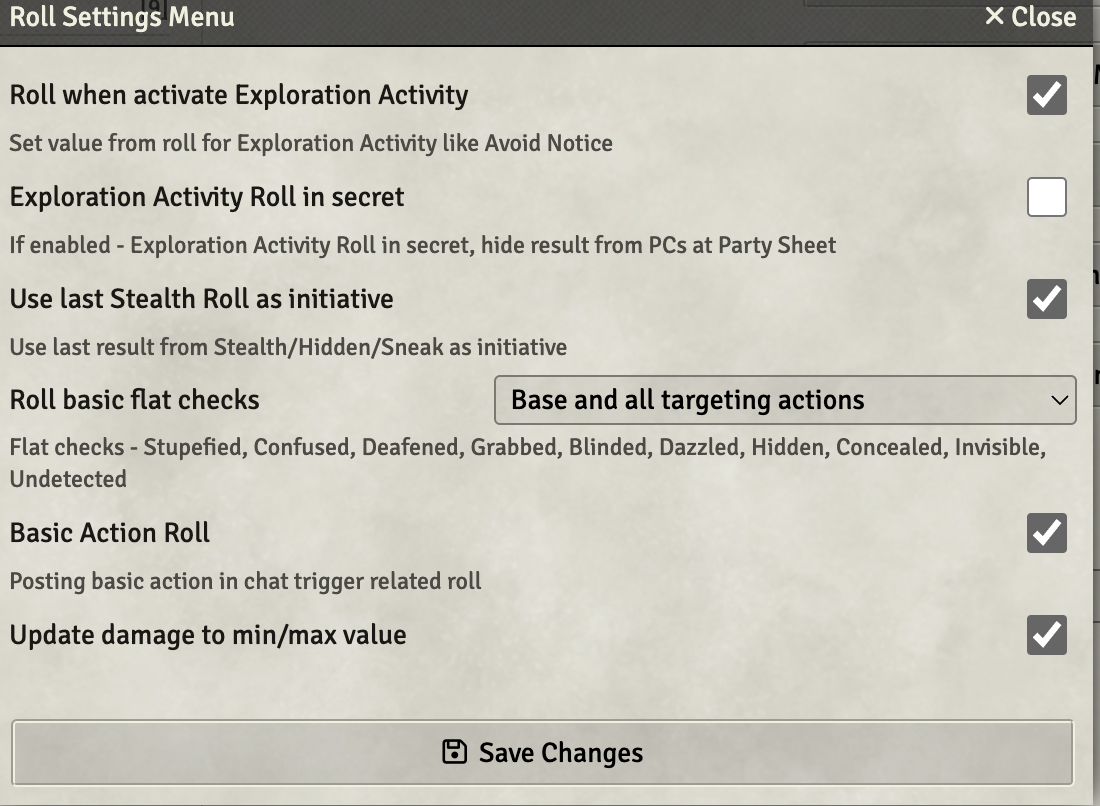 Roll Settings Menu
Close
Roll when activate Exploration Activity
Set value from roll for Exploration Activity like Avoid Notice
Exploration Activity Roll in secret
If enabled - Exploration Activity Roll in secret, hide result from PCs at Party Sheet
Use last Stealth Roll as initiative
Use last result from Stealth/Hidden/Sneak as initiative
Roll basic flat checks
Base and all targeting actions
Flat checks - Stupefied, Confused, Deafened, Grabbed, Blinded, Dazzled, Hidden, Concealed, Invisible,
Undetected
Basic Action Roll
Posting basic action in chat trigger related roll
Update damage to min/max value
Save Changes